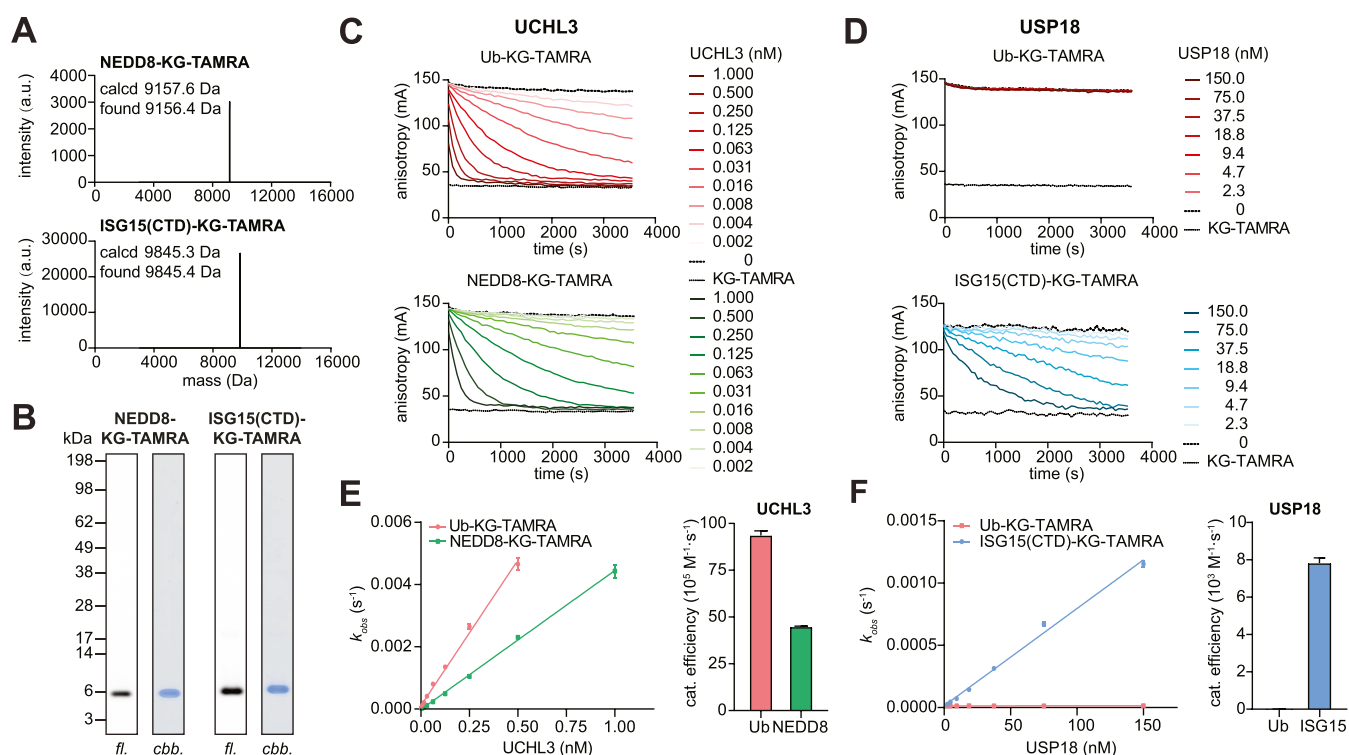 A
NEDD8-KG-TAMRA
calcd 9157.6 Da
found 9156.4 Da
intensity (a.u.)
4000
3000
2000
1000
0
0 4000 8000 12000 16000
ISG15(CTD)-KG-TAMRA
calcd 9845.3 Da
found 9845.4 Da
intensity (a.u.)
30000
20000
10000
0
0 4000 8000 12000 16000
mass (Da)
B
NEDD8-
KG-TAMRA
ISG15(CTD)-
KG-TAMRA
kDa
198
98
62
49
38
28
17
14
6
3
fl. cbb. fl. cbb.
C
UCHL3
Ub-KG-TAMRA
anisotropy (mA)
150
100
50
0
0 1000 2000 3000 4000
time (s)
UCHL3 (nM)
1.000
0.500
0.250
0.125
0.063
0.031
0.016
0.008
0.004
0.002
0
KG-TAMRA
NEDD8-KG-TAMRA
anisotropy (mA)
150
100
50
0
0 1000 2000 3000 4000
time (s)
1.000
0.500
0.250
0.125
0.063
0.031
0.016
0.008
0.004
0.002
D
USP18
Ub-KG-TAMRA
anisotropy (mA)
150
100
50
0
0 1000 2000 3000 4000
time (s)
USP18 (nM)
150.0
75.0
37.5
18.8
9.4
4.7
2.3
0
KG-TAMRA
ISG15(CTD)-KG-TAMRA
anisotropy (mA)
150
100
50
0
0 1000 2000 3000 4000
time (s)
150.0
75.0
37.5
18.8
9.4
4.7
2.3
0
KG-TAMRA
E
Ub-KG-TAMRA
NEDD8-KG-TAMRA
kobs (s-1)
0.006
0.004
0.002
0.000
0.00 0.25 0.50 0.75 1.00
UCHL3 (nM)
UCHL3
cat. efficiency (10⁵ M⁻¹·s⁻¹)
100
75
50
25
0
Ub NEDD8
F
Ub-KG-TAMRA
ISG15(CTD)-KG-TAMRA
kobs (s-1)
0.0015
0.0010
0.0005
0.0000
0 50 100 150
USP18 (nM)
USP18
cat. efficiency (10³ M⁻¹·s⁻¹)
10
8
6
4
2
0
Ub ISG15